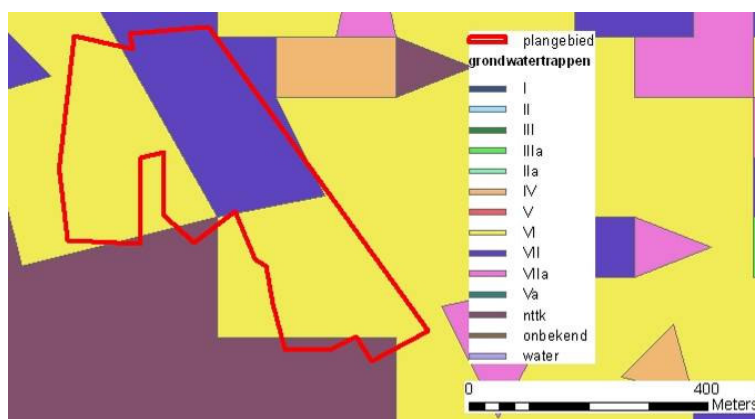 plangebied
grondwatertrappen
I
II
III
IIIa
IIa
IV
V
VI
VII
VIIa
Va
nttk
onbekend
water
0 400
Meters